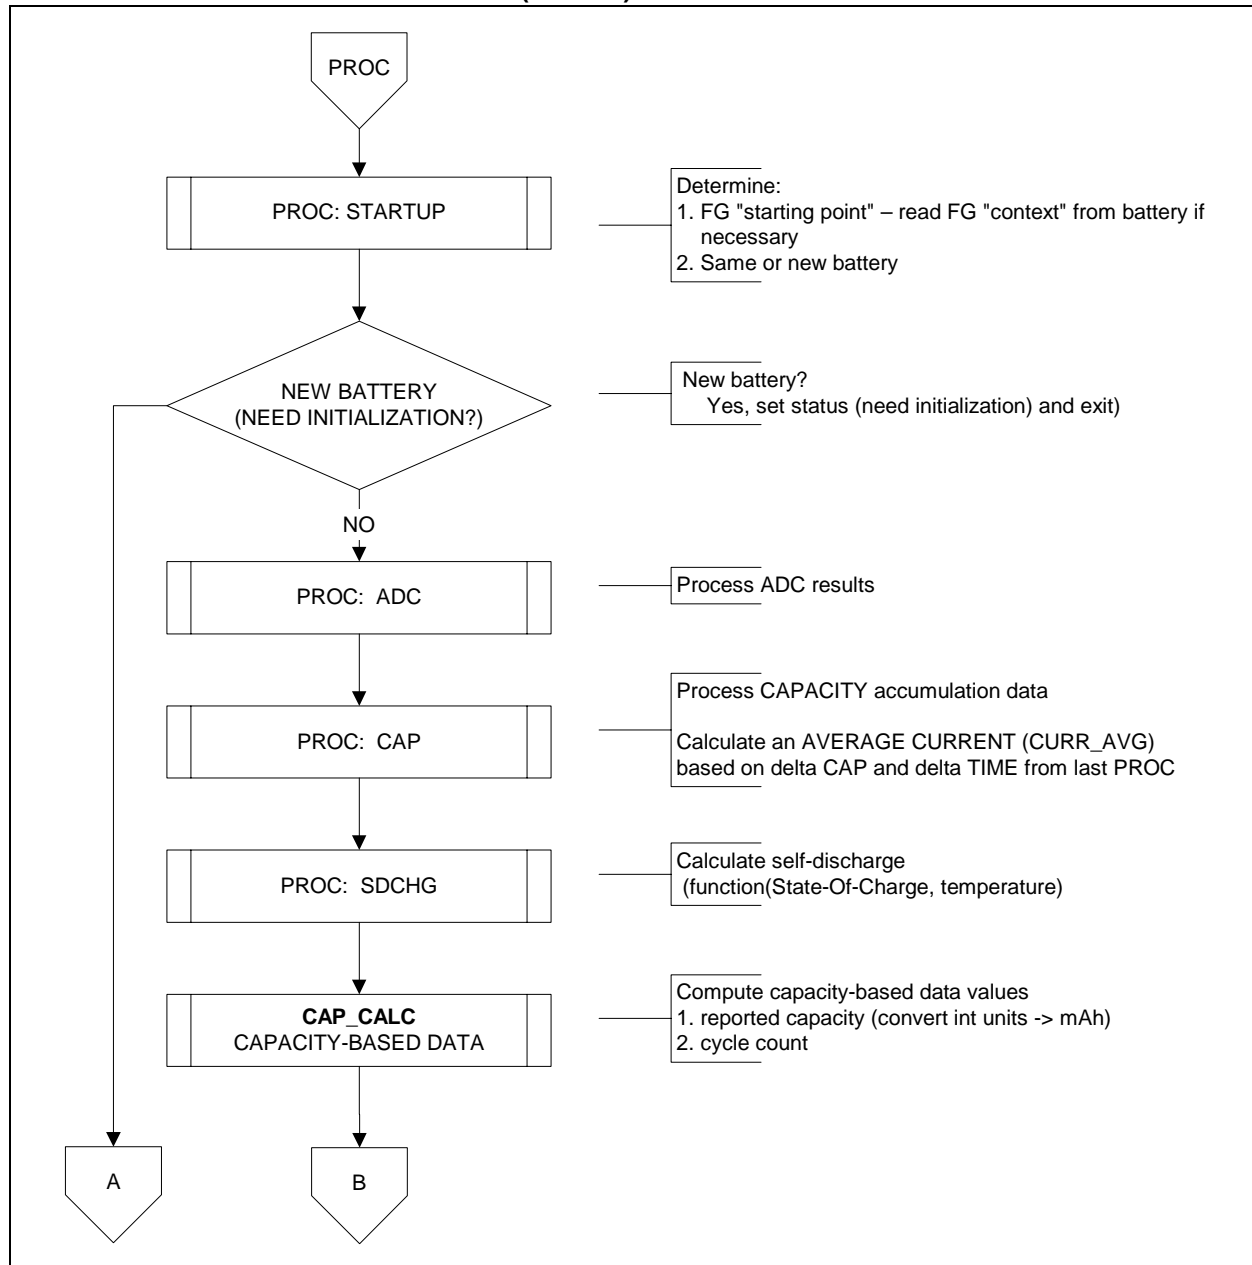 PROC
PROC: STARTUP
Determine:
1. FG "starting point" – read FG "context" from battery if
necessary
2. Same or new battery
NEW BATTERY
(NEED INITIALIZATION?)
New battery?
Yes, set status (need initialization) and exit)
NO
PROC: ADC
Process ADC results
PROC: CAP
Process CAPACITY accumulation data
Calculate an AVERAGE CURRENT (CURR_AVG)
based on delta CAP and delta TIME from last PROC
PROC: SDCHG
Calculate self-discharge
(function(State-Of-Charge, temperature)
CAP_CALC
CAPACITY-BASED DATA
Compute capacity-based data values
1. reported capacity (convert int units -> mAh)
2. cycle count
A
B